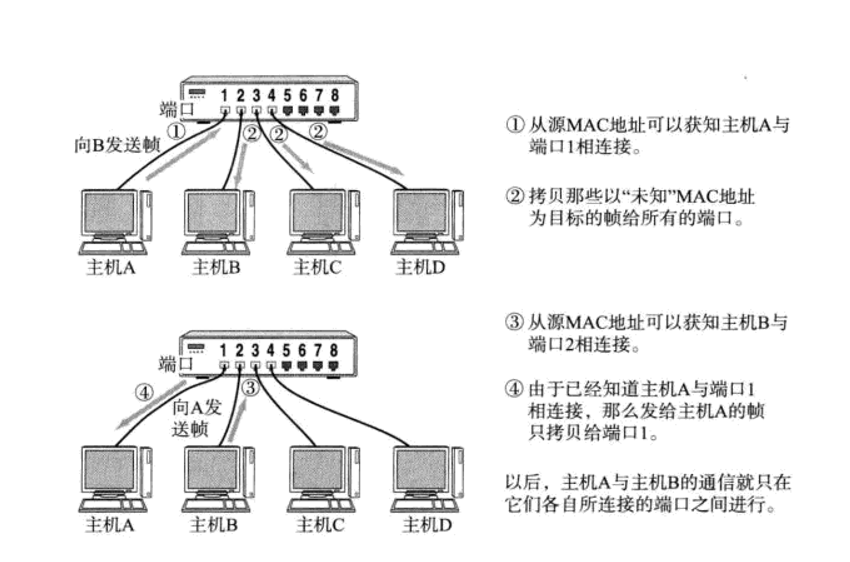 1 2 3 4 5 6 7 8
端口
①
②
②
②
向B发送帧
主机A
主机B
主机C
主机D
①从源MAC地址可以获知主机A与
端口1相连接。
②拷贝那些以“未知”MAC地址
为目标的帧给所有的端口。
1 2 3 4 5 6 7 8
端口
④
③
向A发
送帧
主机A
主机B
主机C
主机D
③从源MAC地址可以获知主机B与
端口2相连接。
④由于已经知道主机A与端口1
相连接，那么发给主机A的帧
只拷贝给端口1。
以后，主机A与主机B的通信就只在
它们各自所连接的端口之间进行。